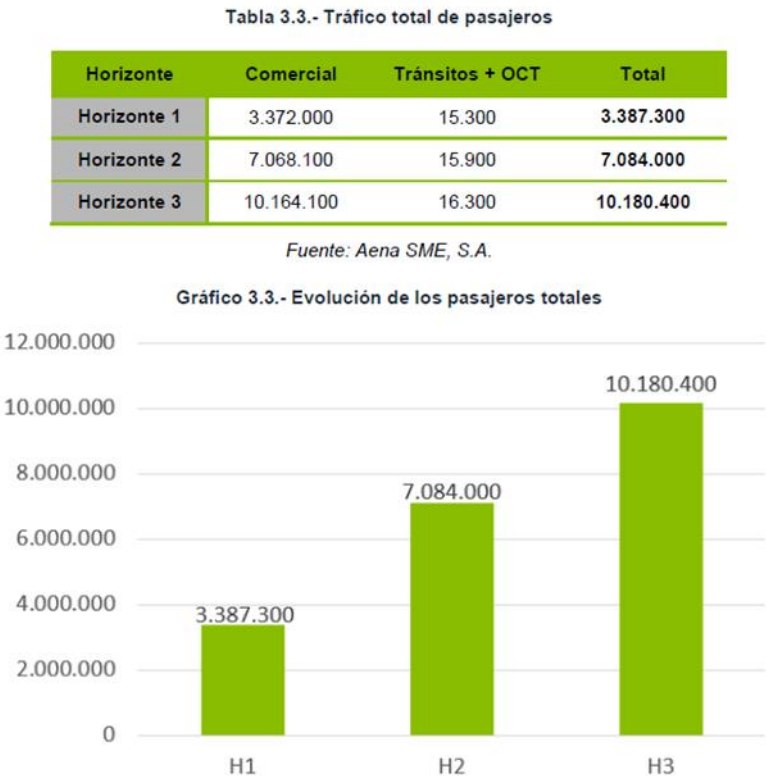 Tabla 3.3.- Tráfico total de pasajeros
Horizonte Comercial Tránsitos + OCT Total
Horizonte 1 3.372.000 15.300 3.387.300
Horizonte 2 7.068.100 15.900 7.084.000
Horizonte 3 10.164.100 16.300 10.180.400
Fuente: Aena SME, S.A.
Gráfico 3.3.- Evolución de los pasajeros totales
12.000.000
10.180.400
10.000.000
8.000.000
7.084.000
6.000.000
4.000.000
3.387.300
2.000.000
0
H1 H2 H3